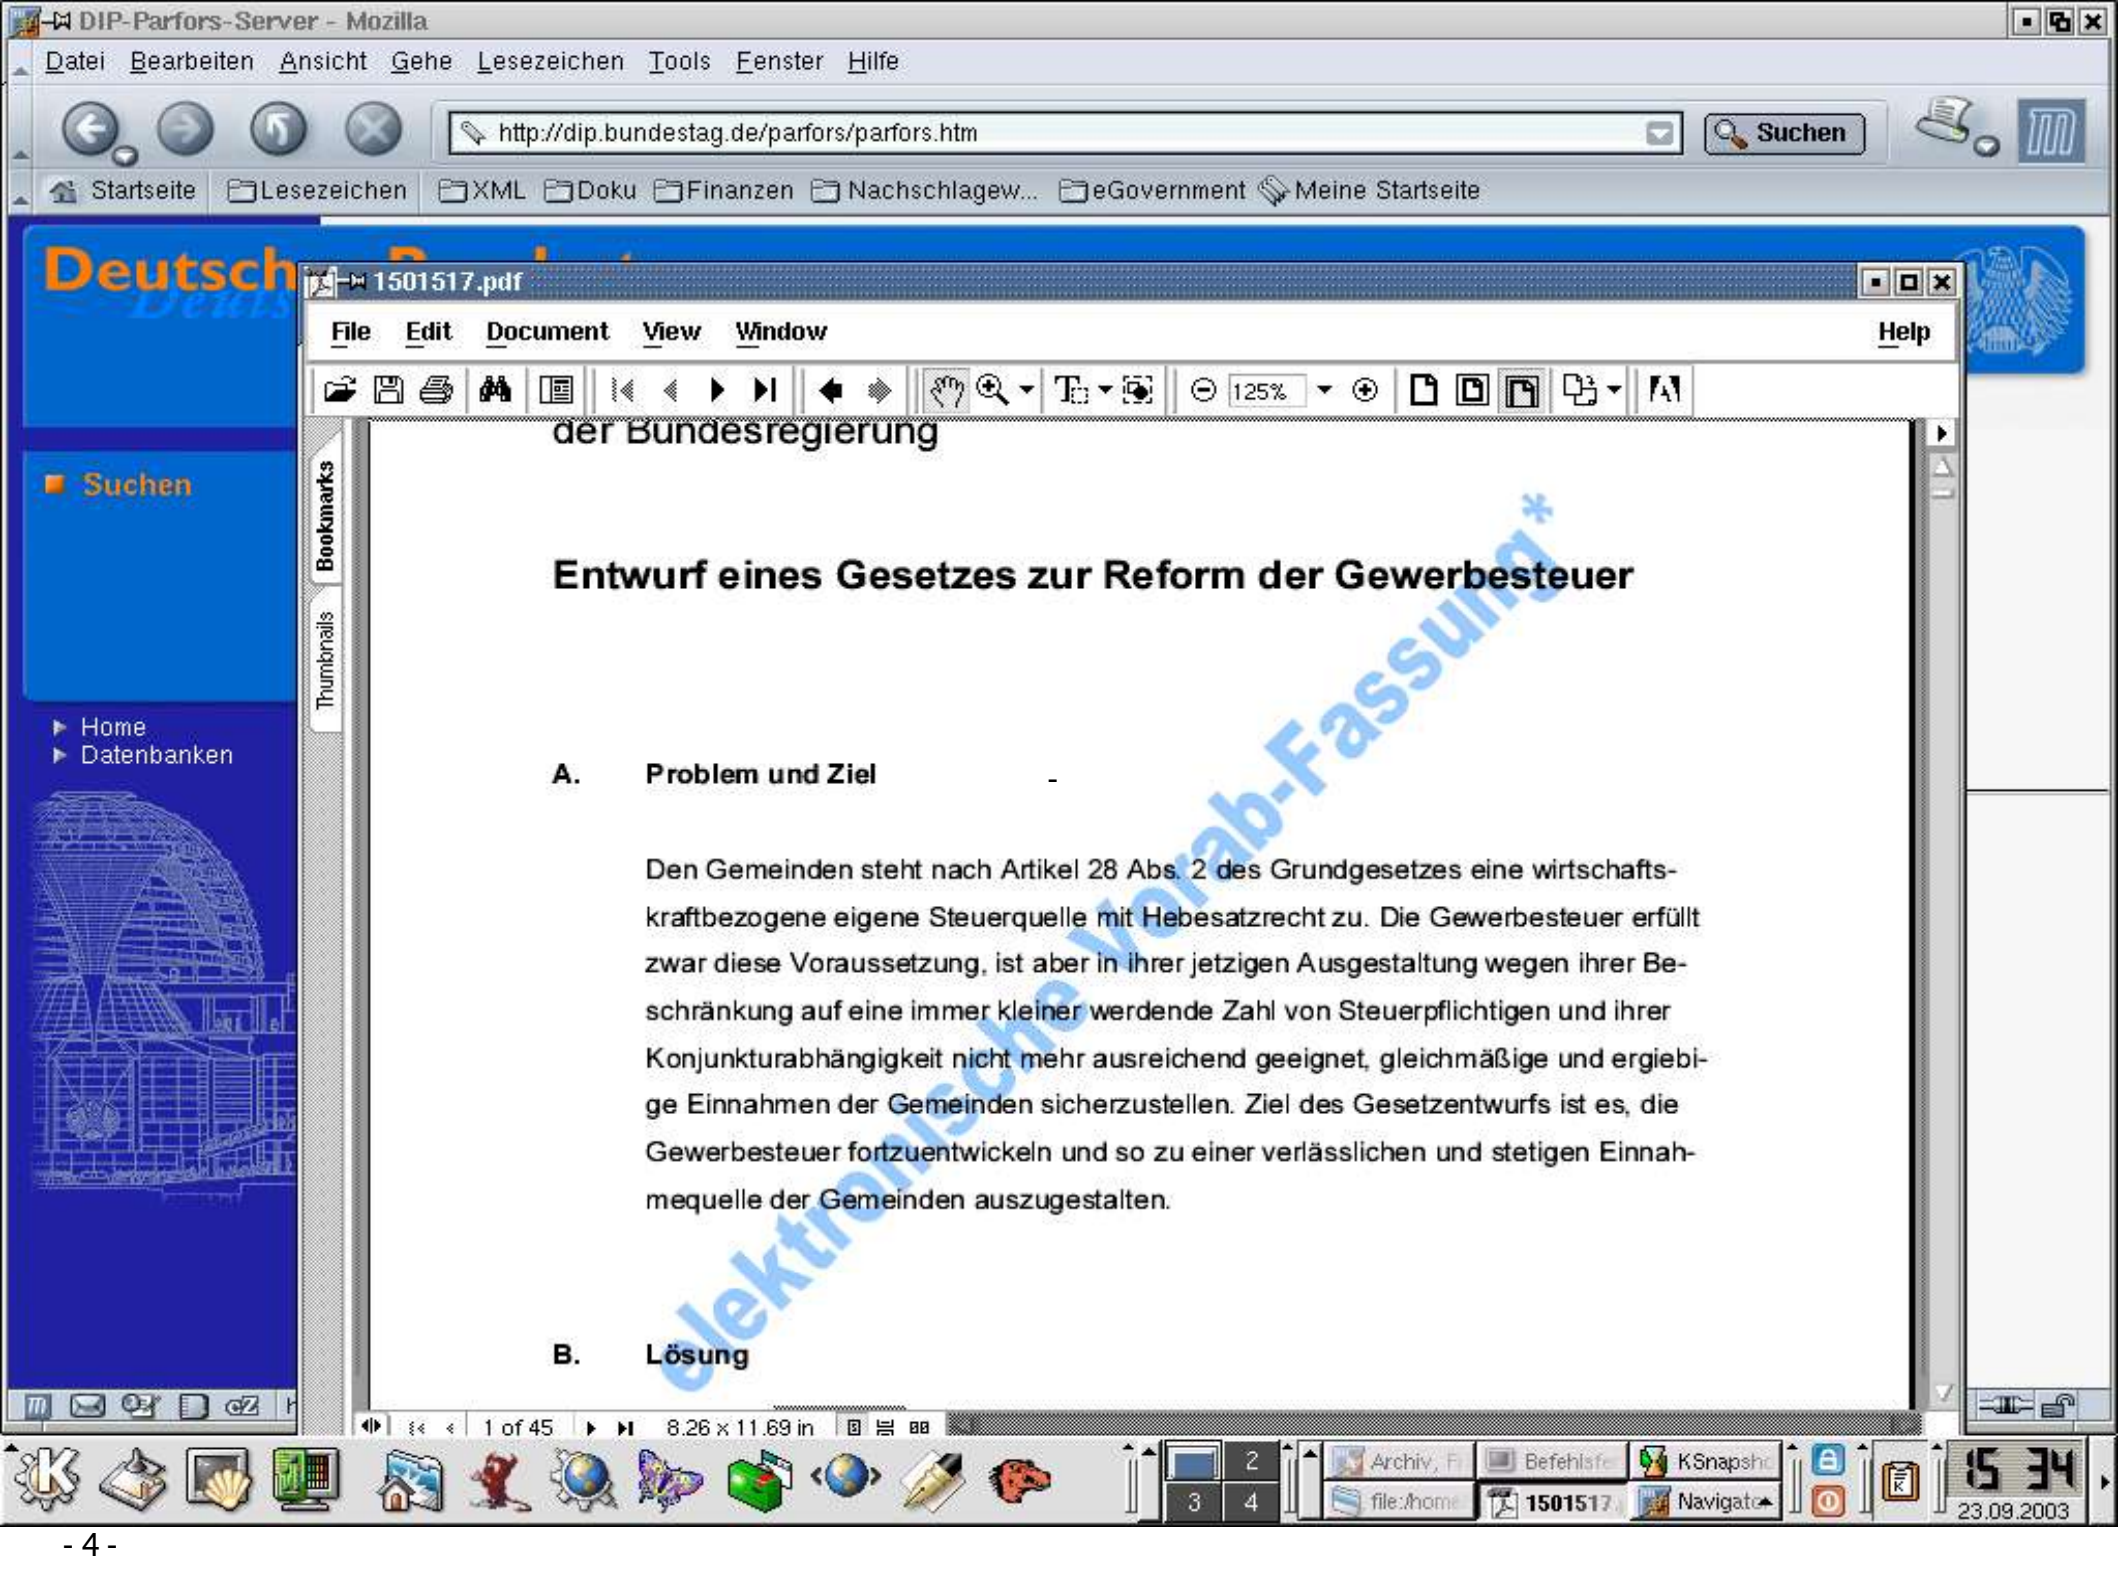 DIP-Parfors-Server - Mozilla
Datei Bearbeiten Ansicht Gehe Lesezeichen Tools Fenster Hilfe
http://dip.bundestag.de/parfors/parfors.htm Suchen
Startseite Lesezeichen XML Doku Finanzen Nachschlagew... eGovernment Meine Startseite
Deutsch
1501517.pdf
File Edit Document View Window Help
125%
Suchen
Home
Datenbanken
Bookmarks
Thumbnails
der Bundesregierung
Entwurf eines Gesetzes zur Reform der Gewerbesteuer
A. Problem und Ziel -
Den Gemeinden steht nach Artikel 28 Abs. 2 des Grundgesetzes eine wirtschafts-
kraftbezogene eigene Steuerquelle mit Hebesatzrecht zu. Die Gewerbesteuer erfüllt
zwar diese Voraussetzung, ist aber in ihrer jetzigen Ausgestaltung wegen ihrer Be-
schränkung auf eine immer kleiner werdende Zahl von Steuerpflichtigen und ihrer
Konjunkturabhängigkeit nicht mehr ausreichend geeignet, gleichmäßige und ergiebi-
ge Einnahmen der Gemeinden sicherzustellen. Ziel des Gesetzentwurfs ist es, die
Gewerbesteuer fortzuentwickeln und so zu einer verlässlichen und stetigen Einnah-
mequelle der Gemeinden auszugestalten.
B. Lösung
elektronische Vorab-Fassung*
1 of 45 8.26 x 11.69 in
2
3 4
Archiv, F Befehlsfe KSnapsho
file:/home 1501517. Navigato
15 34
23.09.2003
- 4 -